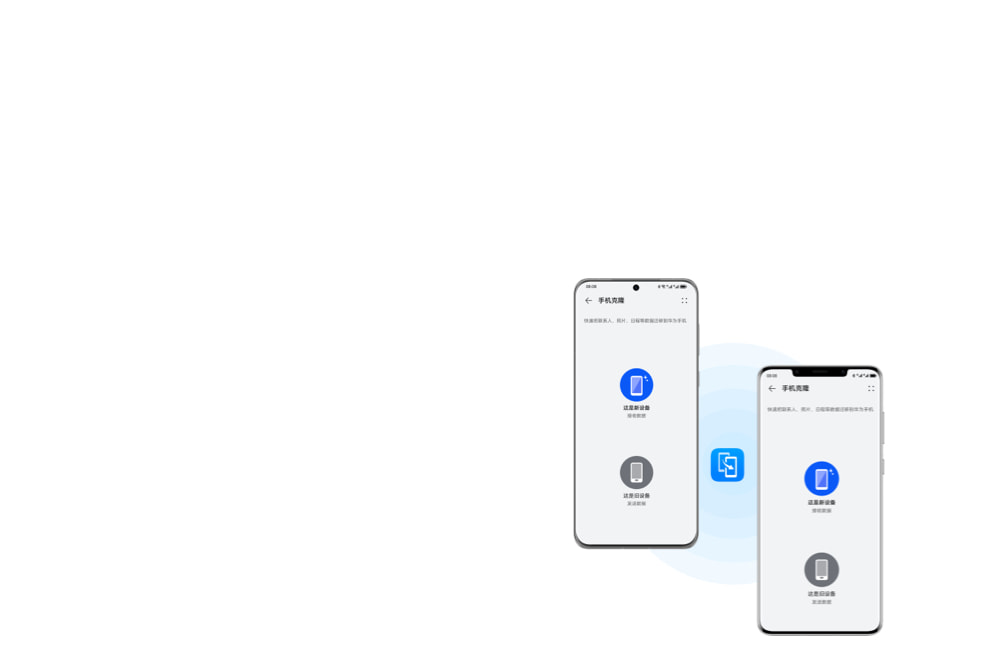 08:08
手机克隆
快速把联系人、照片、日程等数据迁移到华为手机
这是新设备
接收数据
这是旧设备
发送数据
08:08
手机克隆
快速把联系人、照片、日程等数据迁移到华为手机
这是新设备
接收数据
这是旧设备
发送数据